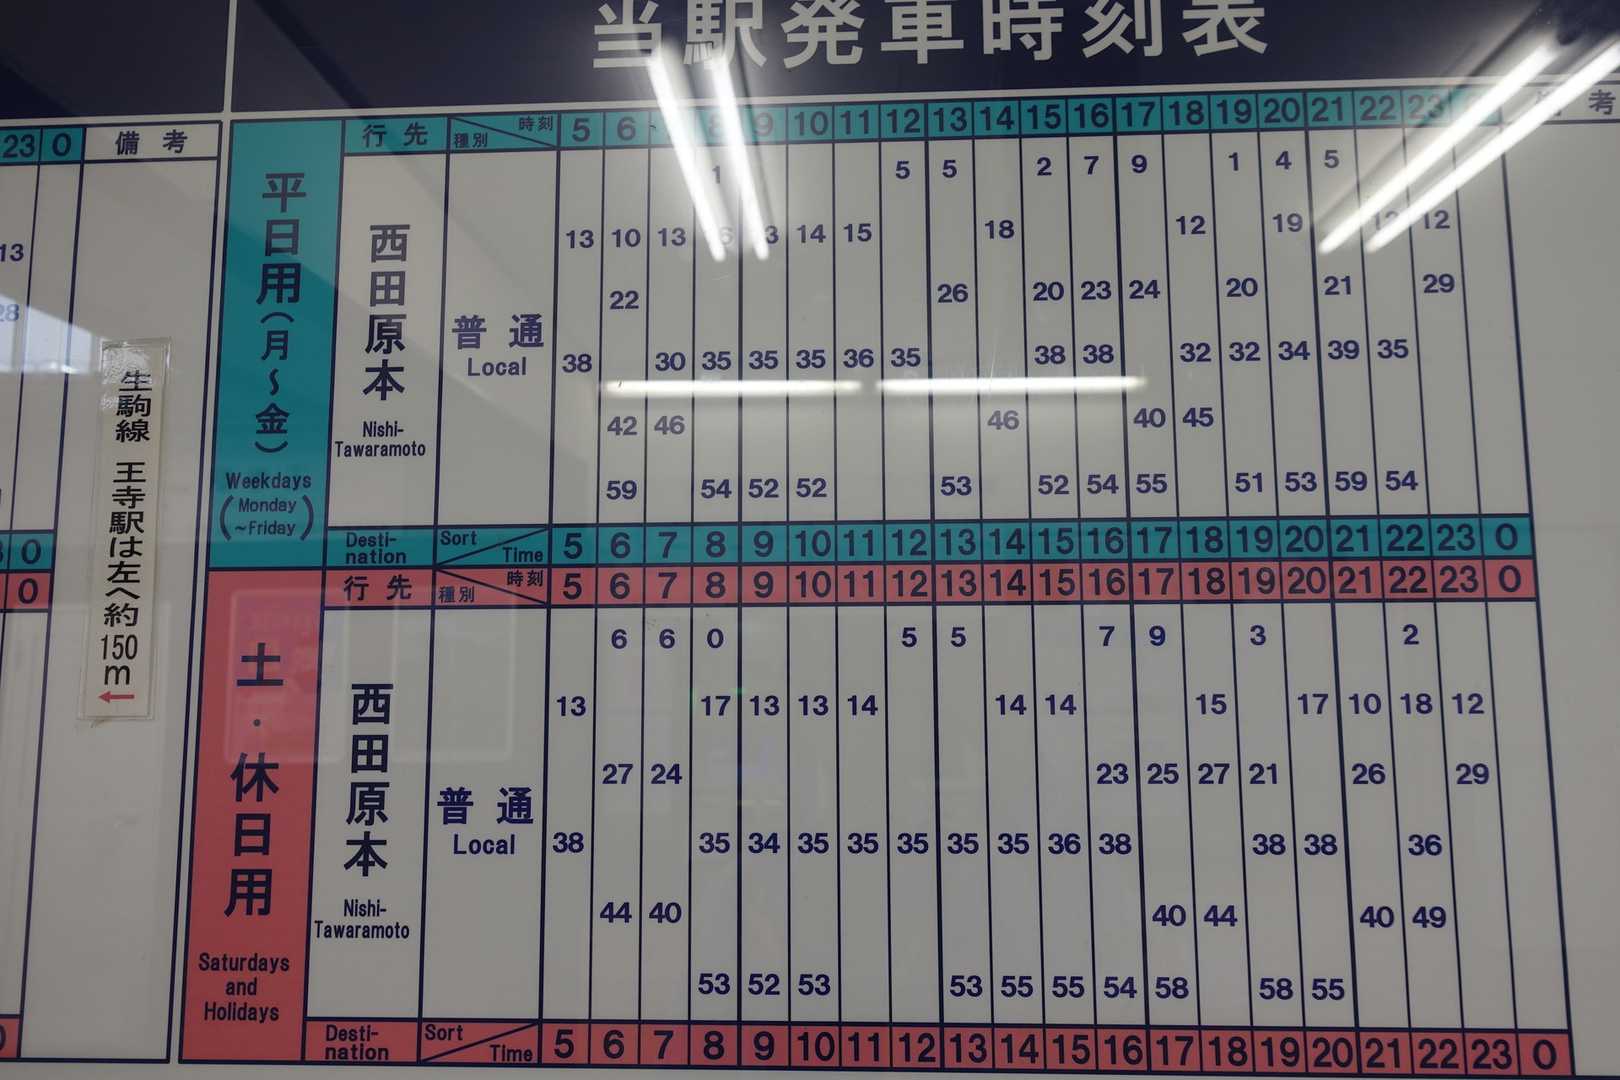 当駅発車時刻表
23 0 備考
13
28
0
0
生駒線 王寺駅は左へ約150m
←
平日用(月～金)
Weekdays
(Monday
~Friday)
行先 種別 時刻 5 6 8 9 10 11 12 13 14 15 16 17 18 19 20 21 22 23 考
西田原本
Nishi-
Tawaramoto
普通
Local
1 5 5 2 7 9 1 4 5
13 10 13 14 15 18 12 19 12
22 26 20 23 24 20 21 29
38 30 35 35 35 36 35 38 38 32 32 34 39 35
42 46 46 40 45
59 54 52 52 53 52 54 55 51 53 59 54
Desti-
nation Sort Time 5 6 7 8 9 10 11 12 13 14 15 16 17 18 19 20 21 22 23 0
行先 種別 時刻 5 6 7 8 9 10 11 12 13 14 15 16 17 18 19 20 21 22 23 0
土・休日用
Saturdays
and
Holidays
西田原本
Nishi-
Tawaramoto
普通
Local
6 6 0 5 5 7 9 3 2
13 17 13 13 14 14 14 15 17 10 18 12
27 24 23 25 27 21 26 29
38 35 34 35 35 35 35 35 36 38 38 38 36
44 40 40 44 40 49
53 52 53 53 55 55 54 58 58 55
Desti-
nation Sort Time 5 6 7 8 9 10 11 12 13 14 15 16 17 18 19 20 21 22 23 0